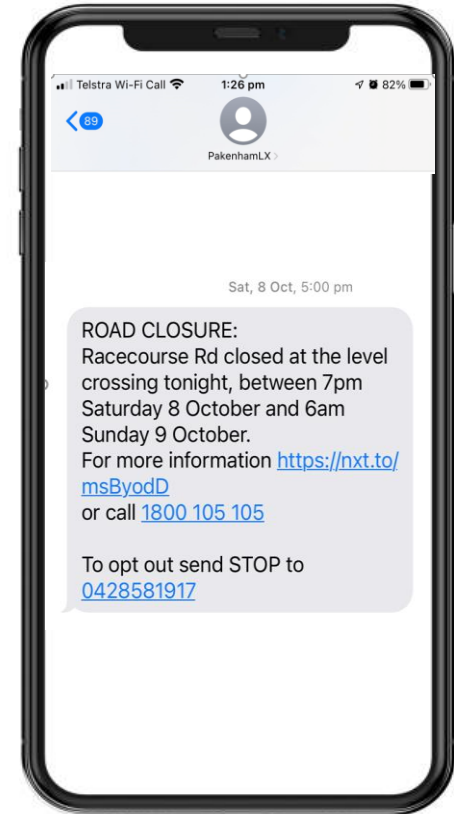 Telstra Wi-Fi Call 1:26 pm 82%
89
PakenhamLX
Sat, 8 Oct, 5:00 pm
ROAD CLOSURE:
Racecourse Rd closed at the level
crossing tonight, between 7pm
Saturday 8 October and 6am
Sunday 9 October.
For more information https://nxt.to/
msByodD
or call 1800 105 105
To opt out send STOP to
0428581917